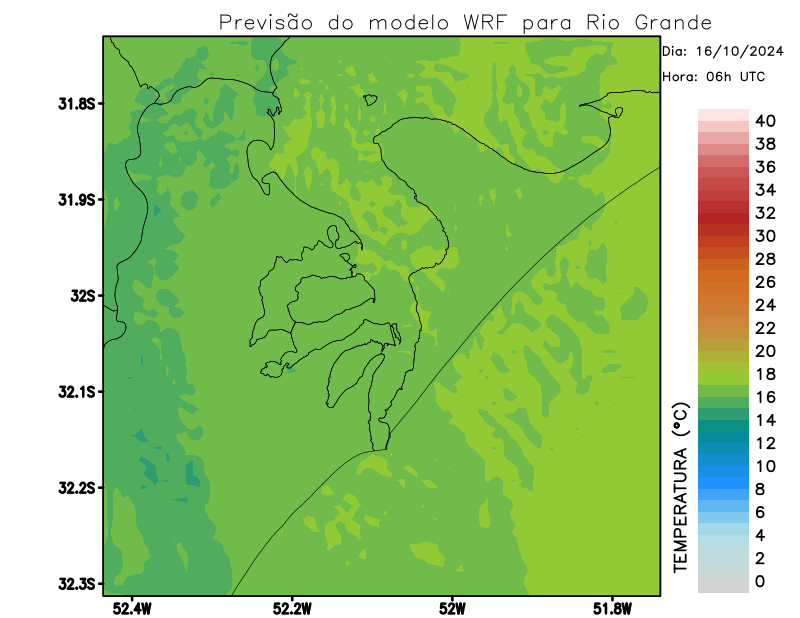 Previsão do modelo WRF para Rio Grande
Dia: 16/10/2024
Hora: 06h UTC
31.8S
31.9S
32S
32.1S
32.2S
32.3S
52.4W
52.2W
52W
51.8W
TEMPERATURA (°C)
40
38
36
34
32
30
28
26
24
22
20
18
16
14
12
10
8
6
4
2
0